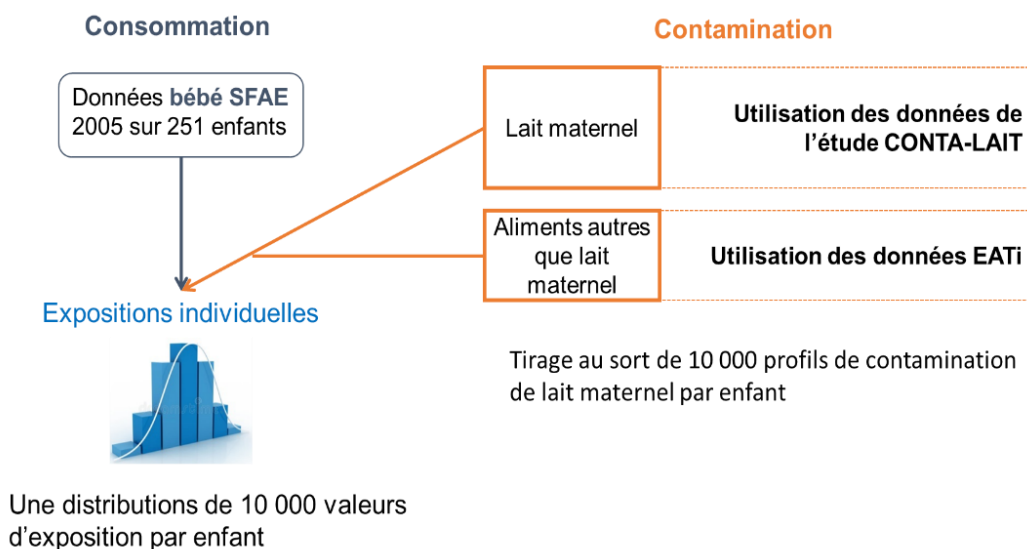 Consommation
Contamination
Données bébé SFAE
2005 sur 251 enfants
Lait maternel
Utilisation des données de
l'étude CONTA-LAIT
Aliments autres
que lait
maternel
Utilisation des données EATi
Expositions individuelles
Tirage au sort de 10 000 profils de contamination
de lait maternel par enfant
Une distributions de 10 000 valeurs
d'exposition par enfant